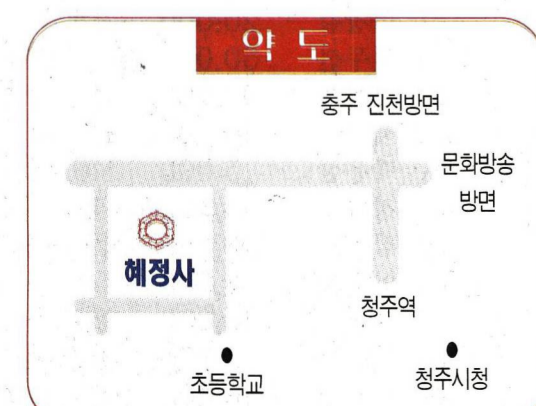 약 도
충주 진천방면
문화방송
방면
혜정사
청주역
초등학교
청주시청